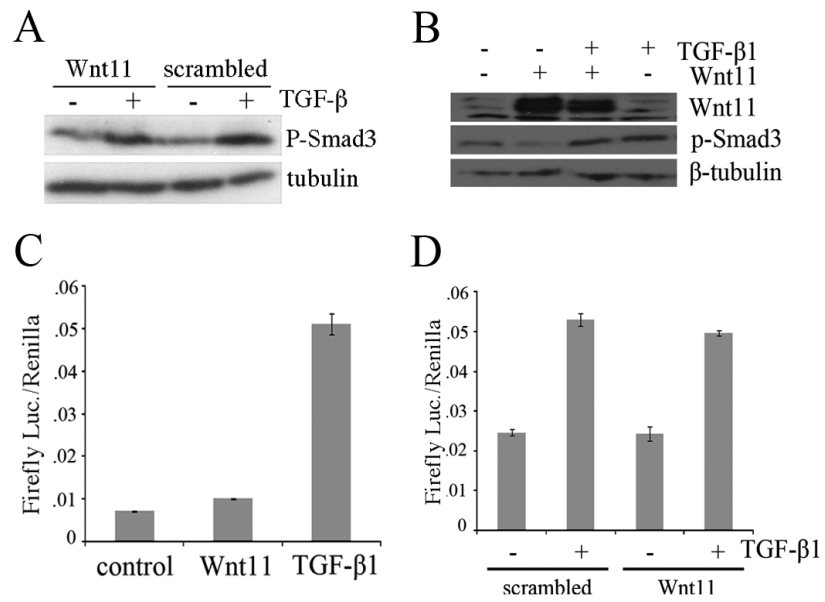 A
Wnt11 scrambled
- + - + TGF-β
P-Smad3
tubulin
B
- - + + TGF-β1
- + + - Wnt11
Wnt11
p-Smad3
β-tubulin
C
Firefly Luc./Renilla
.06
.05
.04
.03
.02
.01
0
control Wnt11 TGF-β1
D
Firefly Luc./Renilla
.06
.05
.04
.03
.02
.01
0
- + - + TGF-β1
scrambled Wnt11